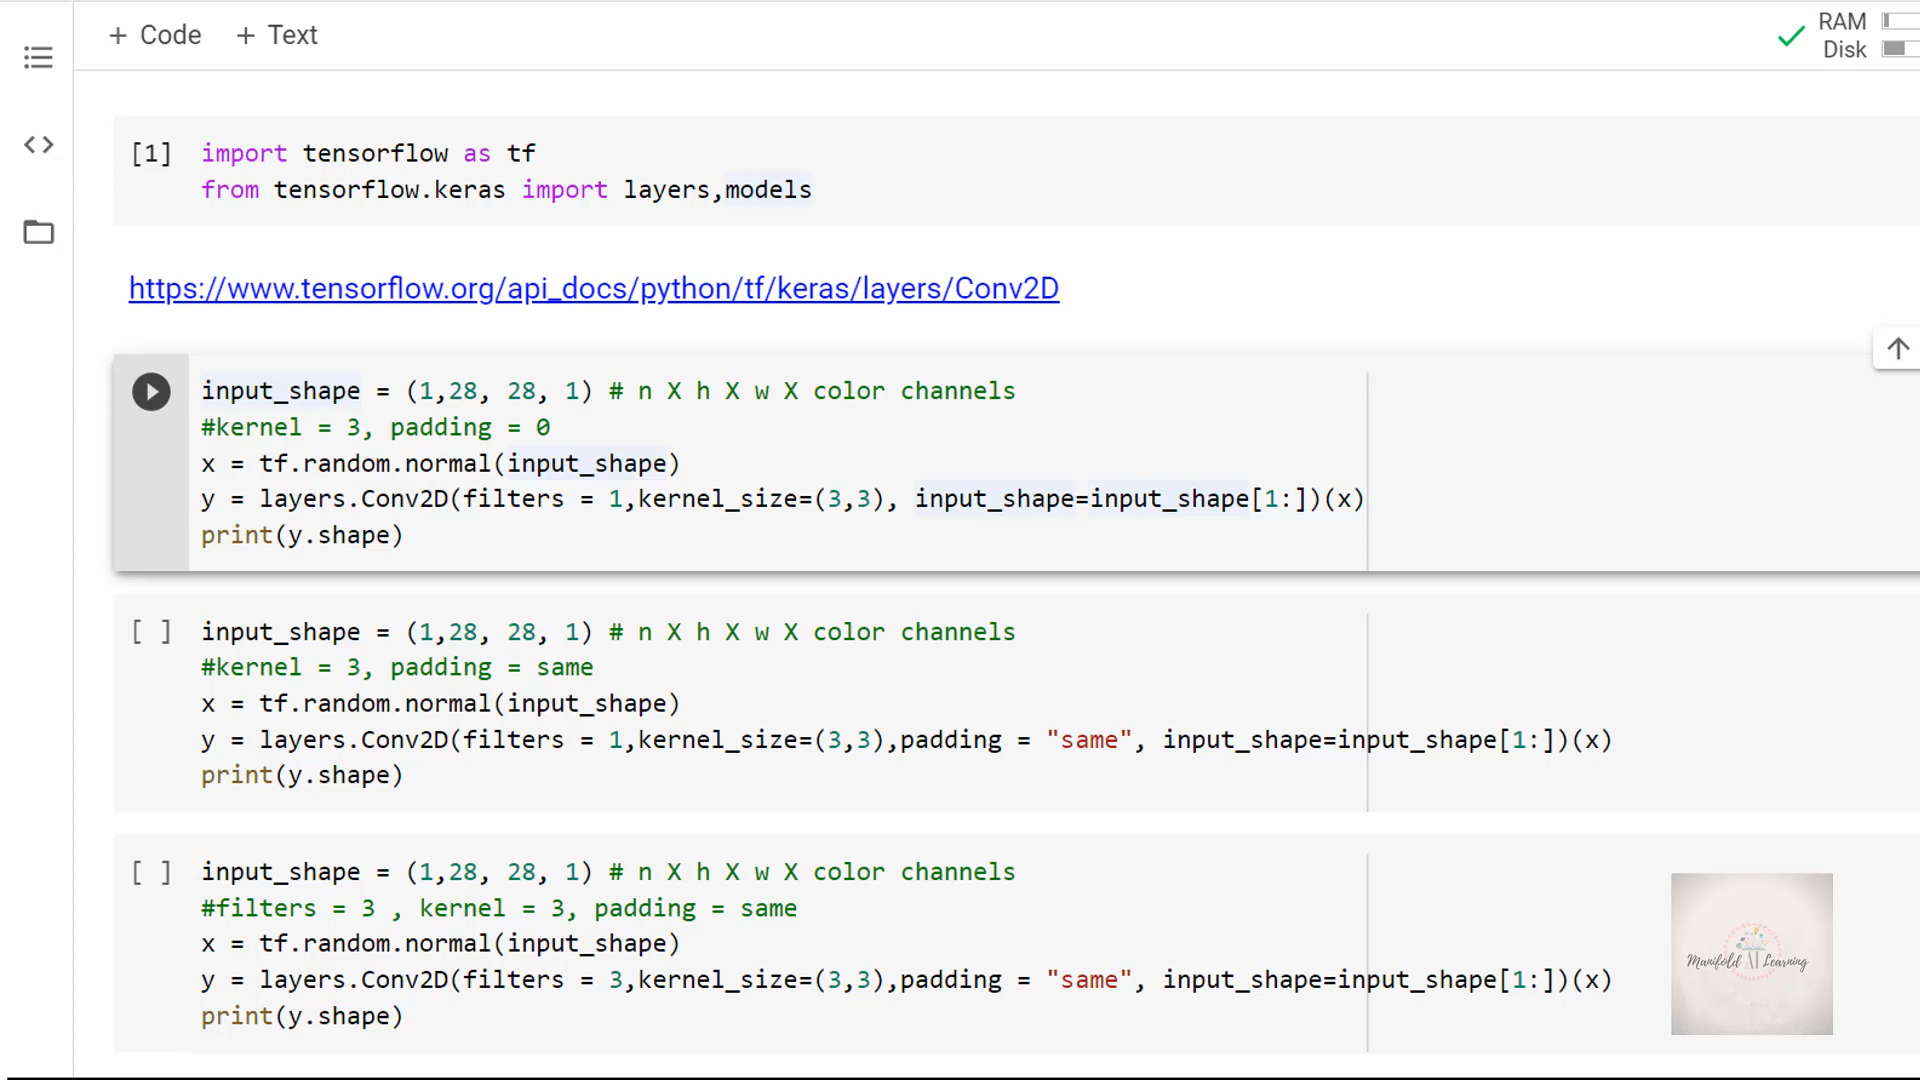 + Code + Text
RAM
Disk
[1] import tensorflow as tf
from tensorflow.keras import layers,models
https://www.tensorflow.org/api_docs/python/tf/keras/layers/Conv2D
input_shape = (1,28, 28, 1) # n X h X w X color channels
#kernel = 3, padding = 0
x = tf.random.normal(input_shape)
y = layers.Conv2D(filters = 1,kernel_size=(3,3), input_shape=input_shape[1:])(x)
print(y.shape)
[ ] input_shape = (1,28, 28, 1) # n X h X w X color channels
#kernel = 3, padding = same
x = tf.random.normal(input_shape)
y = layers.Conv2D(filters = 1,kernel_size=(3,3),padding = "same", input_shape=input_shape[1:])(x)
print(y.shape)
[ ] input_shape = (1,28, 28, 1) # n X h X w X color channels
#filters = 3 , kernel = 3, padding = same
x = tf.random.normal(input_shape)
y = layers.Conv2D(filters = 3,kernel_size=(3,3),padding = "same", input_shape=input_shape[1:])(x)
print(y.shape)
Manifold AI Learning